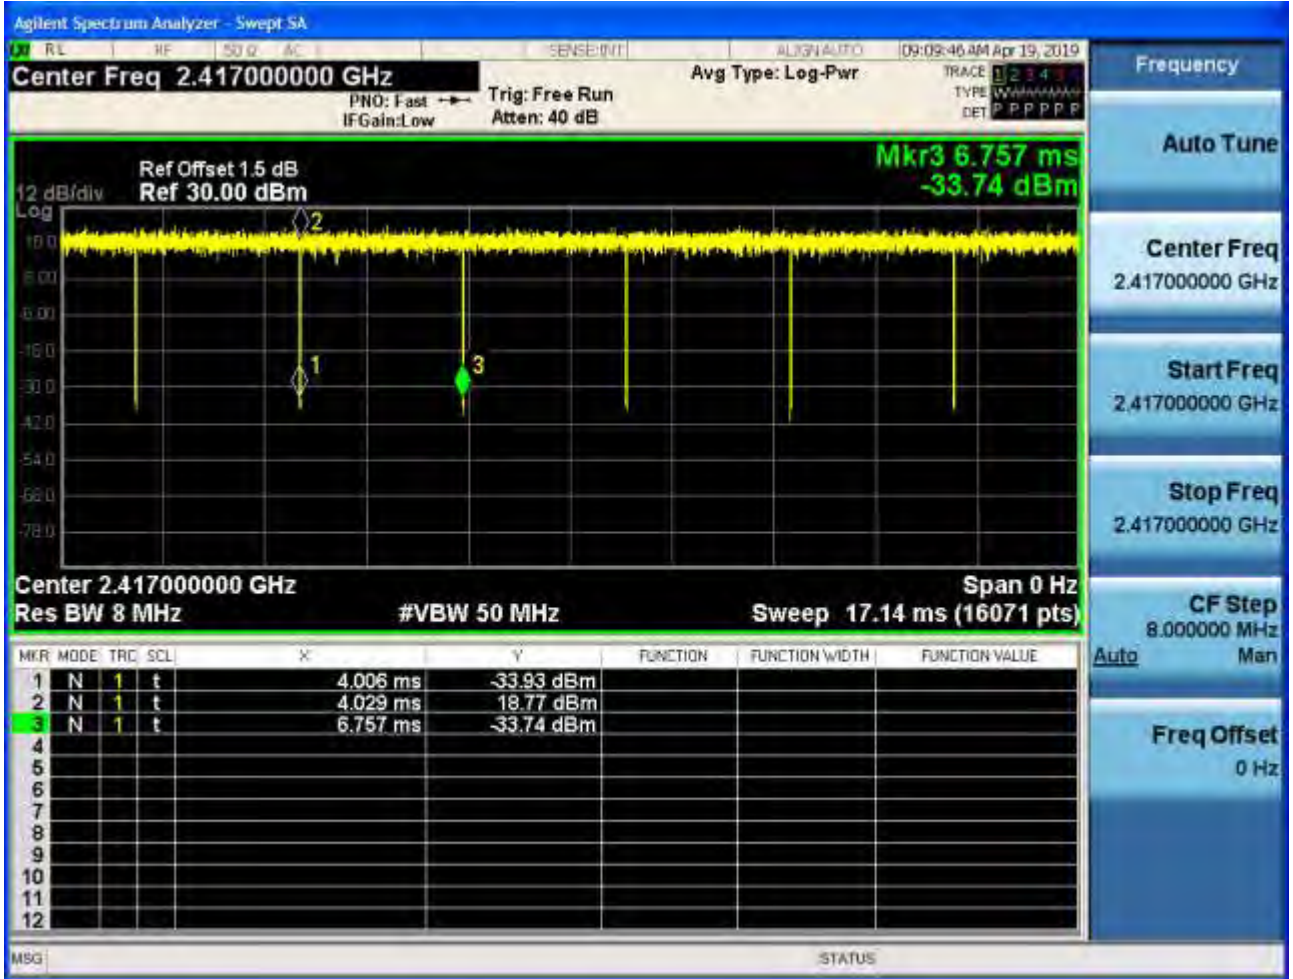 Agilent Spectrum Analyzer - Swept SA
RL RF 50 Ω AC SENSE:INT ALIGN AUTO 09:09:46 AM Apr 19, 2019
Center Freq 2.417000000 GHz
PNO: Fast
IFGain:Low
Trig: Free Run
Atten: 40 dB
Avg Type: Log-Pwr
TRACE 1 2 3 4
TYPE
DET P P P P P P
Ref Offset 1.5 dB
Ref 30.00 dBm
12 dB/div
Log
Mkr3 6.757 ms
-33.74 dBm
18.0
6.00
-6.00
-18.0
-30.0
-42.0
-54.0
-66.0
-78.0
2
1
3
Center 2.417000000 GHz
Span 0 Hz
Res BW 8 MHz
#VBW 50 MHz
Sweep 17.14 ms (16071 pts)
MKR MODE TRC SCL X Y FUNCTION FUNCTION WIDTH FUNCTION VALUE
1 N 1 t 4.006 ms -33.93 dBm
2 N 1 t 4.029 ms 18.77 dBm
3 N 1 t 6.757 ms -33.74 dBm
4
5
6
7
8
9
10
11
12
MSG
STATUS
Frequency
Auto Tune
Center Freq
2.417000000 GHz
Start Freq
2.417000000 GHz
Stop Freq
2.417000000 GHz
CF Step
8.000000 MHz
Auto Man
Freq Offset
0 Hz